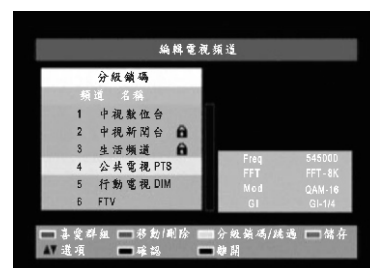 編輯電視頻道
分級鎖碼
頻道 名稱
1 中視數位台
2 中視新聞台
3 生活頻道
4 公共電視 PTS
5 行動電視 DIM
6 FTV
Freq 545000
FFT FFT-8K
Mod QAM-16
GI GI-1/4
喜愛群組 移動/刪除 分級鎖碼/跳過 儲存
選項 確認 離開